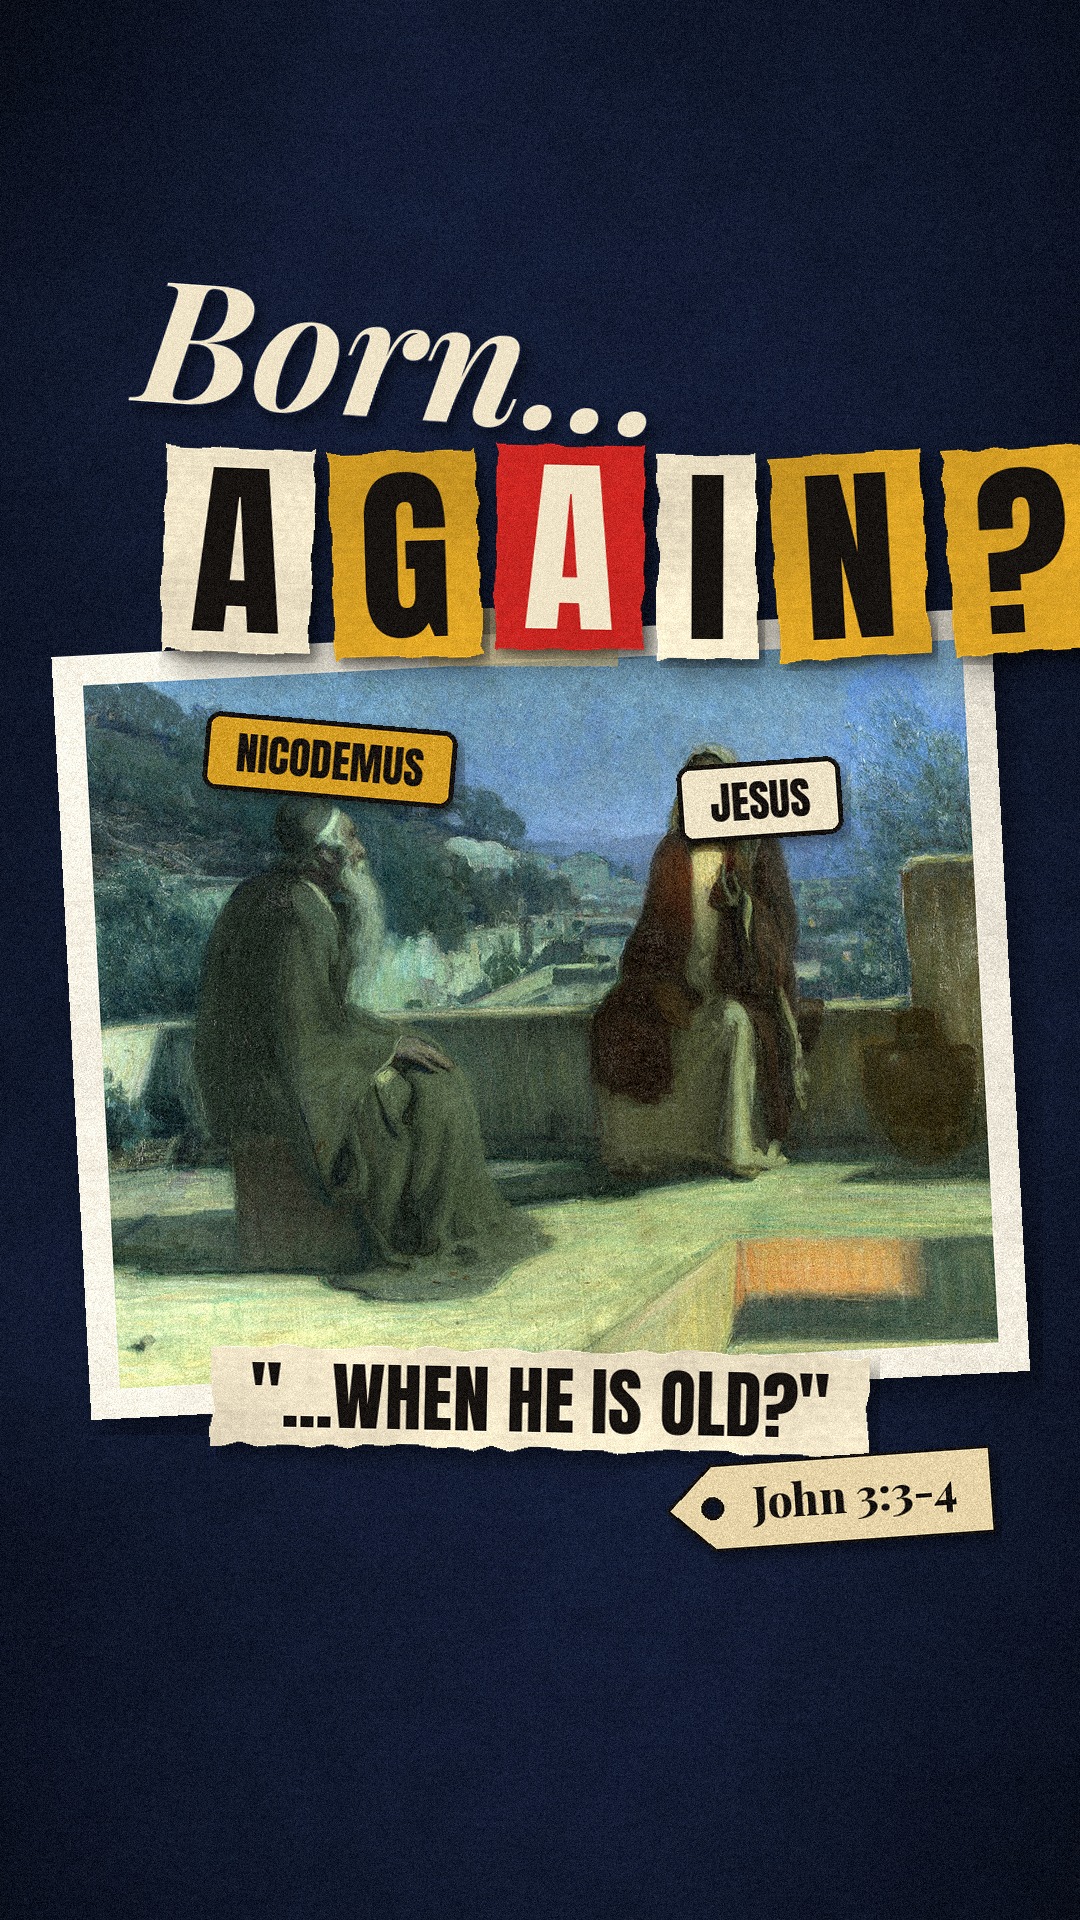 Born...
AGAIN?
NICODEMUS
JESUS
"...WHEN HE IS OLD?"
John 3:3-4